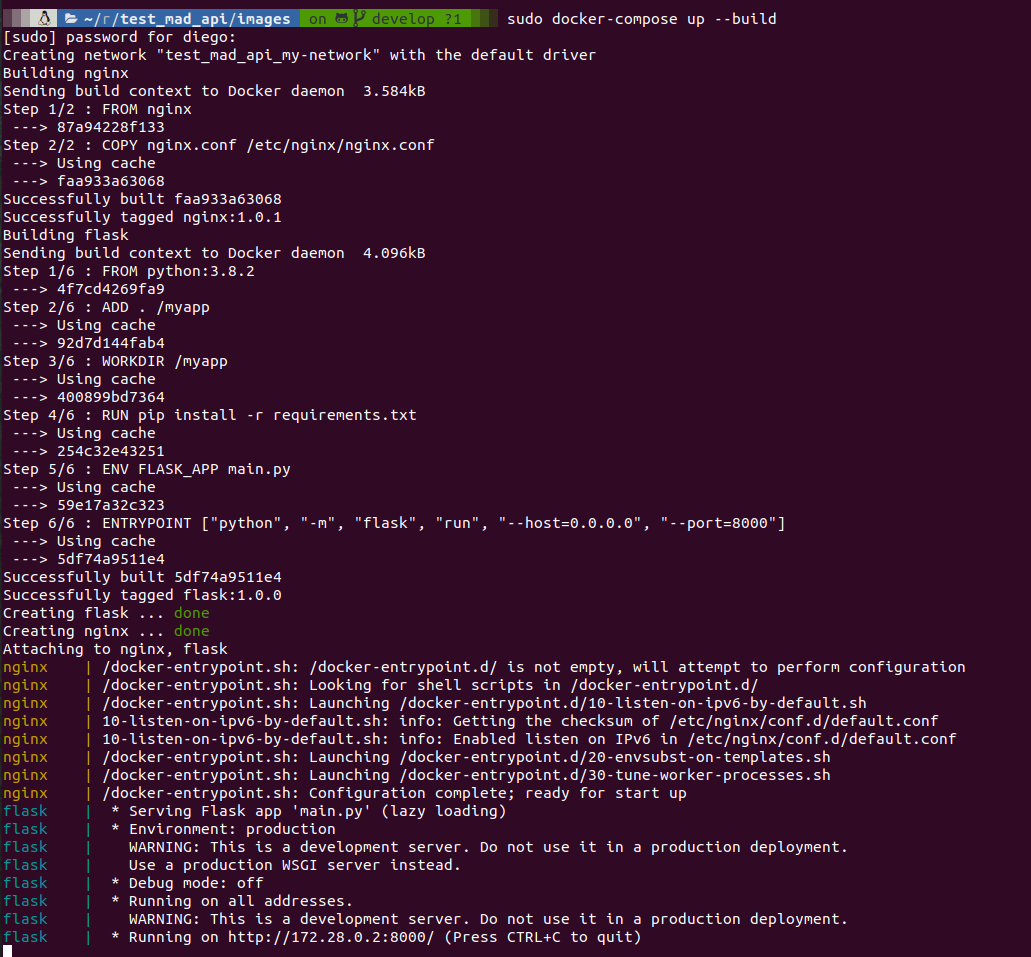 ~/r/test_mad_api/images on develop ?1 sudo docker-compose up --build
[sudo] password for diego:
Creating network "test_mad_api_my-network" with the default driver
Building nginx
Sending build context to Docker daemon  3.584kB
Step 1/2 : FROM nginx
 ---> 87a94228f133
Step 2/2 : COPY nginx.conf /etc/nginx/nginx.conf
 ---> Using cache
 ---> faa933a63068
Successfully built faa933a63068
Successfully tagged nginx:1.0.1
Building flask
Sending build context to Docker daemon  4.096kB
Step 1/6 : FROM python:3.8.2
 ---> 4f7cd4269fa9
Step 2/6 : ADD . /myapp
 ---> Using cache
 ---> 92d7d144fab4
Step 3/6 : WORKDIR /myapp
 ---> Using cache
 ---> 400899bd7364
Step 4/6 : RUN pip install -r requirements.txt
 ---> Using cache
 ---> 254c32e43251
Step 5/6 : ENV FLASK_APP main.py
 ---> Using cache
 ---> 59e17a32c323
Step 6/6 : ENTRYPOINT ["python", "-m", "flask", "run", "--host=0.0.0.0", "--port=8000"]
 ---> Using cache
 ---> 5df74a9511e4
Successfully built 5df74a9511e4
Successfully tagged flask:1.0.0
Creating flask ... done
Creating nginx ... done
Attaching to nginx, flask
nginx    | /docker-entrypoint.sh: /docker-entrypoint.d/ is not empty, will attempt to perform configuration
nginx    | /docker-entrypoint.sh: Looking for shell scripts in /docker-entrypoint.d/
nginx    | /docker-entrypoint.sh: Launching /docker-entrypoint.d/10-listen-on-ipv6-by-default.sh
nginx    | 10-listen-on-ipv6-by-default.sh: info: Getting the checksum of /etc/nginx/conf.d/default.conf
nginx    | 10-listen-on-ipv6-by-default.sh: info: Enabled listen on IPv6 in /etc/nginx/conf.d/default.conf
nginx    | /docker-entrypoint.sh: Launching /docker-entrypoint.d/20-envsubst-on-templates.sh
nginx    | /docker-entrypoint.sh: Launching /docker-entrypoint.d/30-tune-worker-processes.sh
nginx    | /docker-entrypoint.sh: Configuration complete; ready for start up
flask    |  * Serving Flask app 'main.py' (lazy loading)
flask    |  * Environment: production
flask    |    WARNING: This is a development server. Do not use it in a production deployment.
flask    |    Use a production WSGI server instead.
flask    |  * Debug mode: off
flask    |  * Running on all addresses.
flask    |    WARNING: This is a development server. Do not use it in a production deployment.
flask    |  * Running on http://172.28.0.2:8000/ (Press CTRL+C to quit)